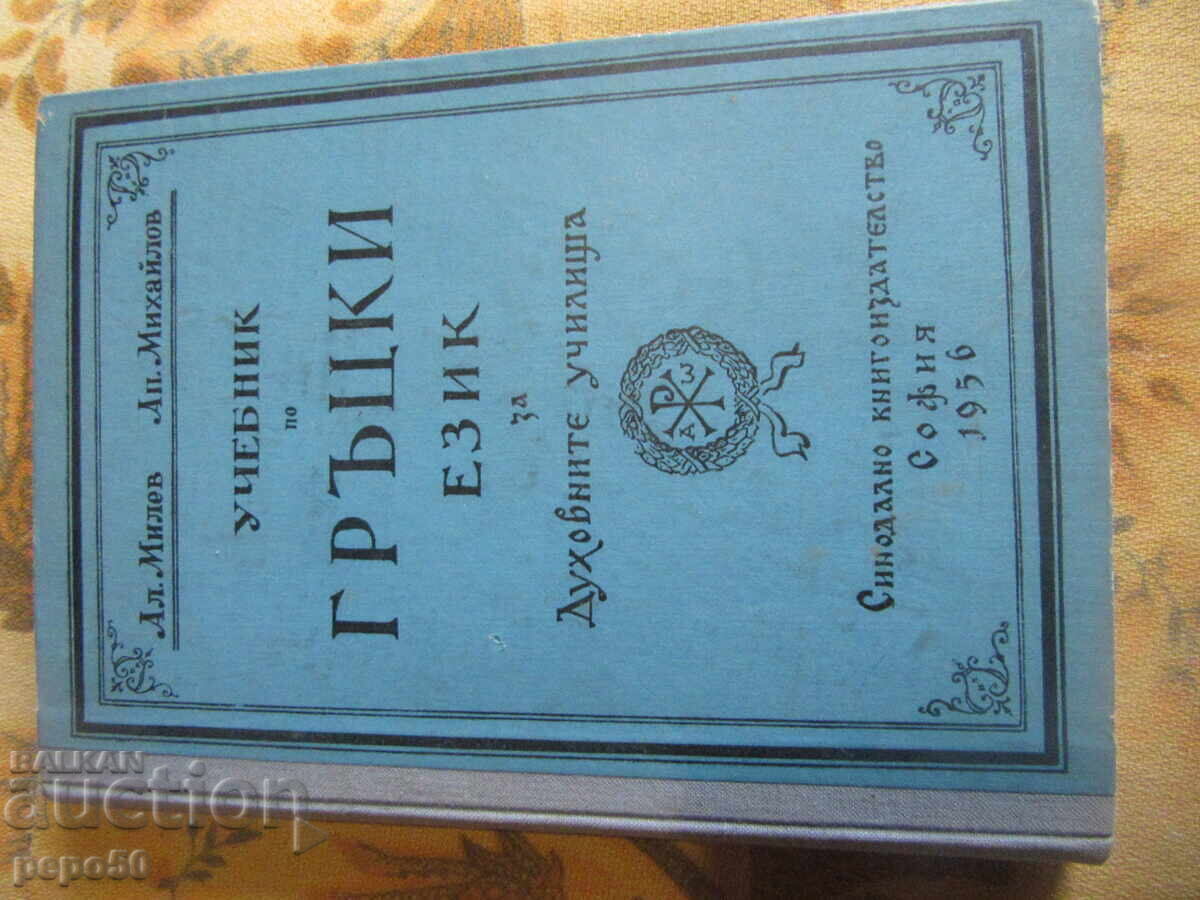 Ал. Милев Ап. Михайлов
УЧЕБНИК
по
ГРЪЦКИ
ЕЗИК
за
Духовните училища
Синодално книгоиздателство
София
1956
BALKAN
auction
pepo50